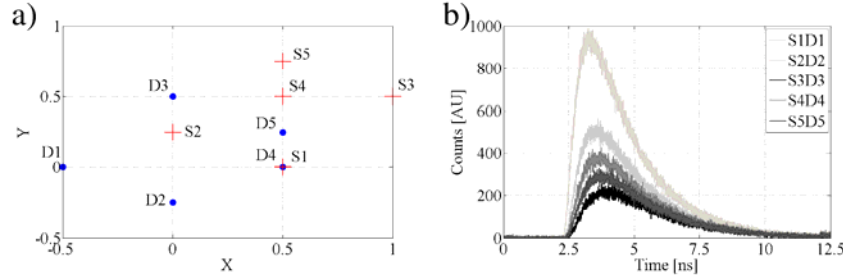 a)
Y
1
0.5
0
-0.5
-0.5
0
0.5
1
X
S5
D3
S4
S3
S2
D5
D1
D4
S1
D2
b)
Counts [AU]
1000
800
600
400
200
0
0
2.5
5
7.5
10
12.5
Time [ns]
S1D1
S2D2
S3D3
S4D4
S5D5